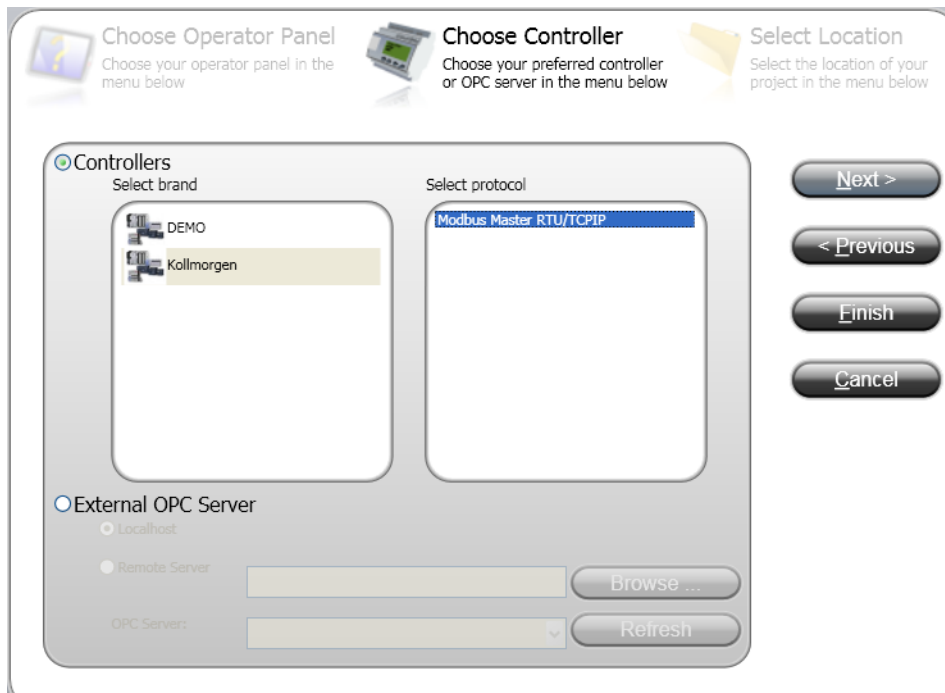 Choose Operator Panel
Choose your operator panel in the
menu below
Choose Controller
Choose your preferred controller
or OPC server in the menu below
Select Location
Select the location of your
project in the menu below
Controllers
Select brand
Select protocol
DEMO
Kollmorgen
Modbus Master RTU/TCPIP
Next >
< Previous
Finish
Cancel
External OPC Server
Localhost
Remote Server
Browse ...
OPC Server:
Refresh